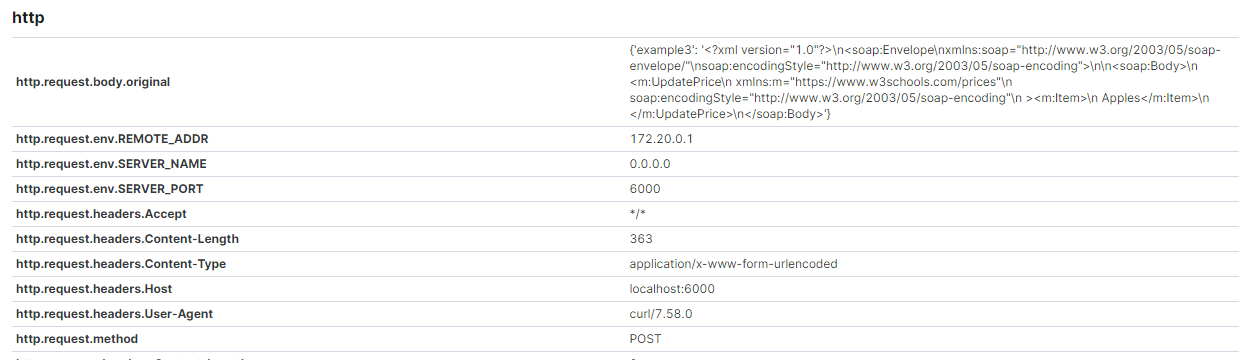 http
http.request.body.original
{'example3': '<?xml version="1.0"?>\n<soap:Envelope\nxmlns:soap="http://www.w3.org/2003/05/soap-
envelope/"\nsoap:encodingStyle="http://www.w3.org/2003/05/soap-encoding">\n\n<soap:Body>\n
<m:UpdatePrice\n xmlns:m="https://www.w3schools.com/prices"\n
soap:encodingStyle="http://www.w3.org/2003/05/soap-encoding"\n ><m:Item>\n Apples</m:Item>\n
</m:UpdatePrice>\n</soap:Body>'}
http.request.env.REMOTE_ADDR 172.20.0.1
http.request.env.SERVER_NAME 0.0.0.0
http.request.env.SERVER_PORT 6000
http.request.headers.Accept */*
http.request.headers.Content-Length 363
http.request.headers.Content-Type application/x-www-form-urlencoded
http.request.headers.Host localhost:6000
http.request.headers.User-Agent curl/7.58.0
http.request.method POST